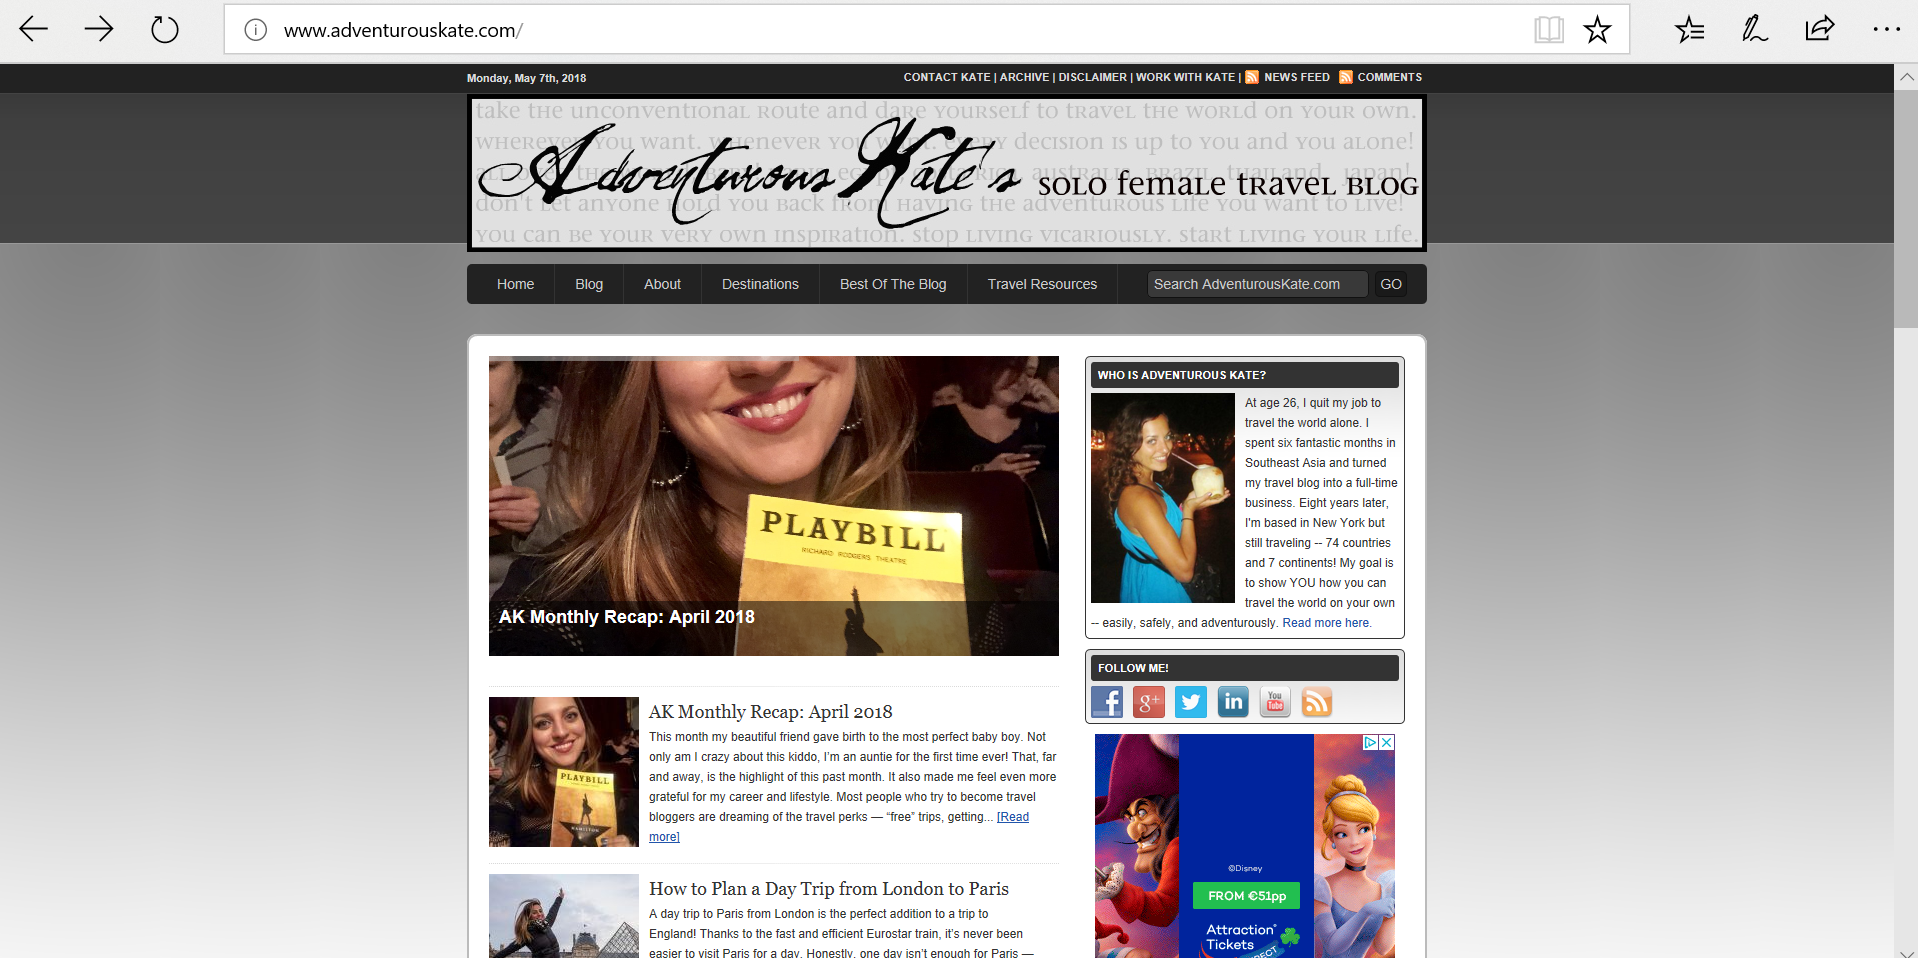 www.adventurouskate.com/
Monday, May 7th, 2018
CONTACT KATE | ARCHIVE | DISCLAIMER | WORK WITH KATE | NEWS FEED COMMENTS
take the unconventional route and dare yourself to travel the world on your own.
wherever you want. whenever you want. every decision is up to you and you alone!
don't let anyone hold you back from having the adventurous life you want to live!
you can be your very own inspiration. stop living vicariously. start living your life.
Adventurous Kate's solo female travel blog
Home Blog About Destinations Best Of The Blog Travel Resources Search AdventurousKate.com GO
PLAYBILL
RICHARD RODGERS THEATRE
AK Monthly Recap: April 2018
WHO IS ADVENTUROUS KATE?
At age 26, I quit my job to
travel the world alone. I
spent six fantastic months in
Southeast Asia and turned
my travel blog into a full-time
business. Eight years later,
I'm based in New York but
still traveling -- 74 countries
and 7 continents! My goal is
to show YOU how you can
travel the world on your own
-- easily, safely, and adventurously. Read more here.
FOLLOW ME!
f g+ in You Tube
PLAYBILL
HAMILTON
AK Monthly Recap: April 2018
This month my beautiful friend gave birth to the most perfect baby boy. Not
only am I crazy about this kiddo, I'm an auntie for the first time ever! That, far
and away, is the highlight of this past month. It also made me feel even more
grateful for my career and lifestyle. Most people who try to become travel
bloggers are dreaming of the travel perks — “free” trips, getting... [Read
more]
How to Plan a Day Trip from London to Paris
A day trip to Paris from London is the perfect addition to a trip to
England! Thanks to the fast and efficient Eurostar train, it's never been
easier to visit Paris for a day. Honestly, one day isn't enough for Paris —
©Disney
FROM €51pp
Attraction
Tickets
DIRECT